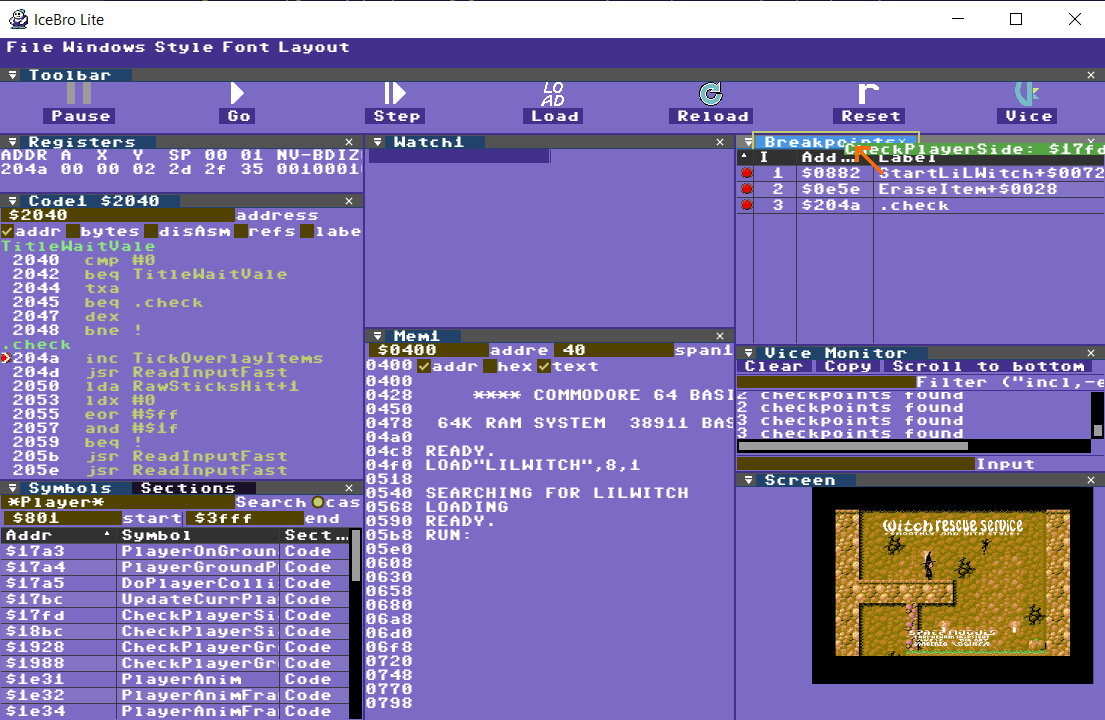 IceBro Lite
File Windows Style Font Layout
Toolbar
Pause Go Step Load Reload Reset Vice
LO
AD
Registers
ADDR A X Y SP 00 01 NV-BDIZ
204a 00 00 02 2d 2f 35 00100010
Code1 $2040
$2040 address
addr bytes disAsm refs labe
TitleWaitVale
2040 cmp #0
2042 beq TitleWaitVale
2044 txa
2045 beq .check
2047 dex
2048 bne !
.check
204a inc TickOverlayItems
204d jsr ReadInputFast
2050 lda RawSticksHit+1
2053 ldx #0
2055 eor #$ff
2057 and #$1f
2059 beq !
205b jsr ReadInputFast
205e jsr ReadInputFast
Symbols Sections
*Player* Search cas
$801 start $3fff end
Addr Symbol Sect...
$17a3 PlayerOnGroun Code
$17a4 PlayerGroundP Code
$17a5 DoPlayerColli Code
$17bc UpdateCurrPla Code
$17fd CheckPlayerSi Code
$18bc CheckPlayerSi Code
$1928 CheckPlayerGr Code
$1988 CheckPlayerGr Code
$1e31 PlayerAnim Code
$1e32 PlayerAnimFra Code
$1e34 PlayerAnimFra Code
Watch1
Mem1
$0400 addre 40 span1
0400 addr hex text
0400
0428 **** COMMODORE 64 BASI
0450
0478 64K RAM SYSTEM 38911 BAS
04a0
04c8 READY.
04f0 LOAD"LILWITCH",8,1
0518
0540 SEARCHING FOR LILWITCH
0568 LOADING
0590 READY.
05b8 RUN:
05e0
0608
0630
0658
0680
06a8
06d0
06f8
0720
0748
0770
0798
Breakpoints
CheckPlayerSide: $17fd
I Add... Label
1 $0882 StartLilWitch+$0072
2 $0e5e EraseItem+$0028
3 $204a .check
Vice Monitor
Clear Copy Scroll to bottom
Filter ("incl,-e
2 checkpoints found
2 checkpoints found
3 checkpoints found
3 checkpoints found
Input
Screen
Witch rescue service